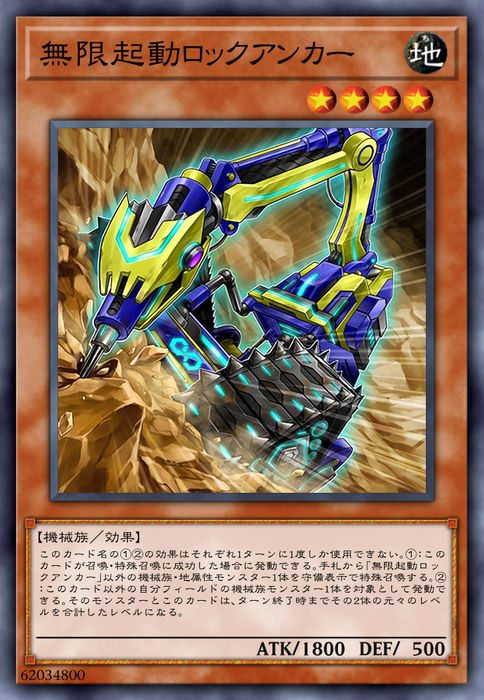 無限起動ロックアンカー
ち
地
【機械族/効果】
このカード名の①②の効果はそれぞれ1ターンに1度しか使用できない。①:この
カードが召喚・特殊召喚に成功した場合に発動できる。手札から「無限起動ロッ
クアンカー」以外の機械族・地属性モンスター1体を守備表示で特殊召喚する。②
:このカード以外の自分フィールドの機械族モンスター1体を対象として発動で
きる。そのモンスターとこのカードは、ターン終了時までその2体の元々のレベ
ルを合計したレベルになる。
ATK/1800 DEF/ 500
62034800